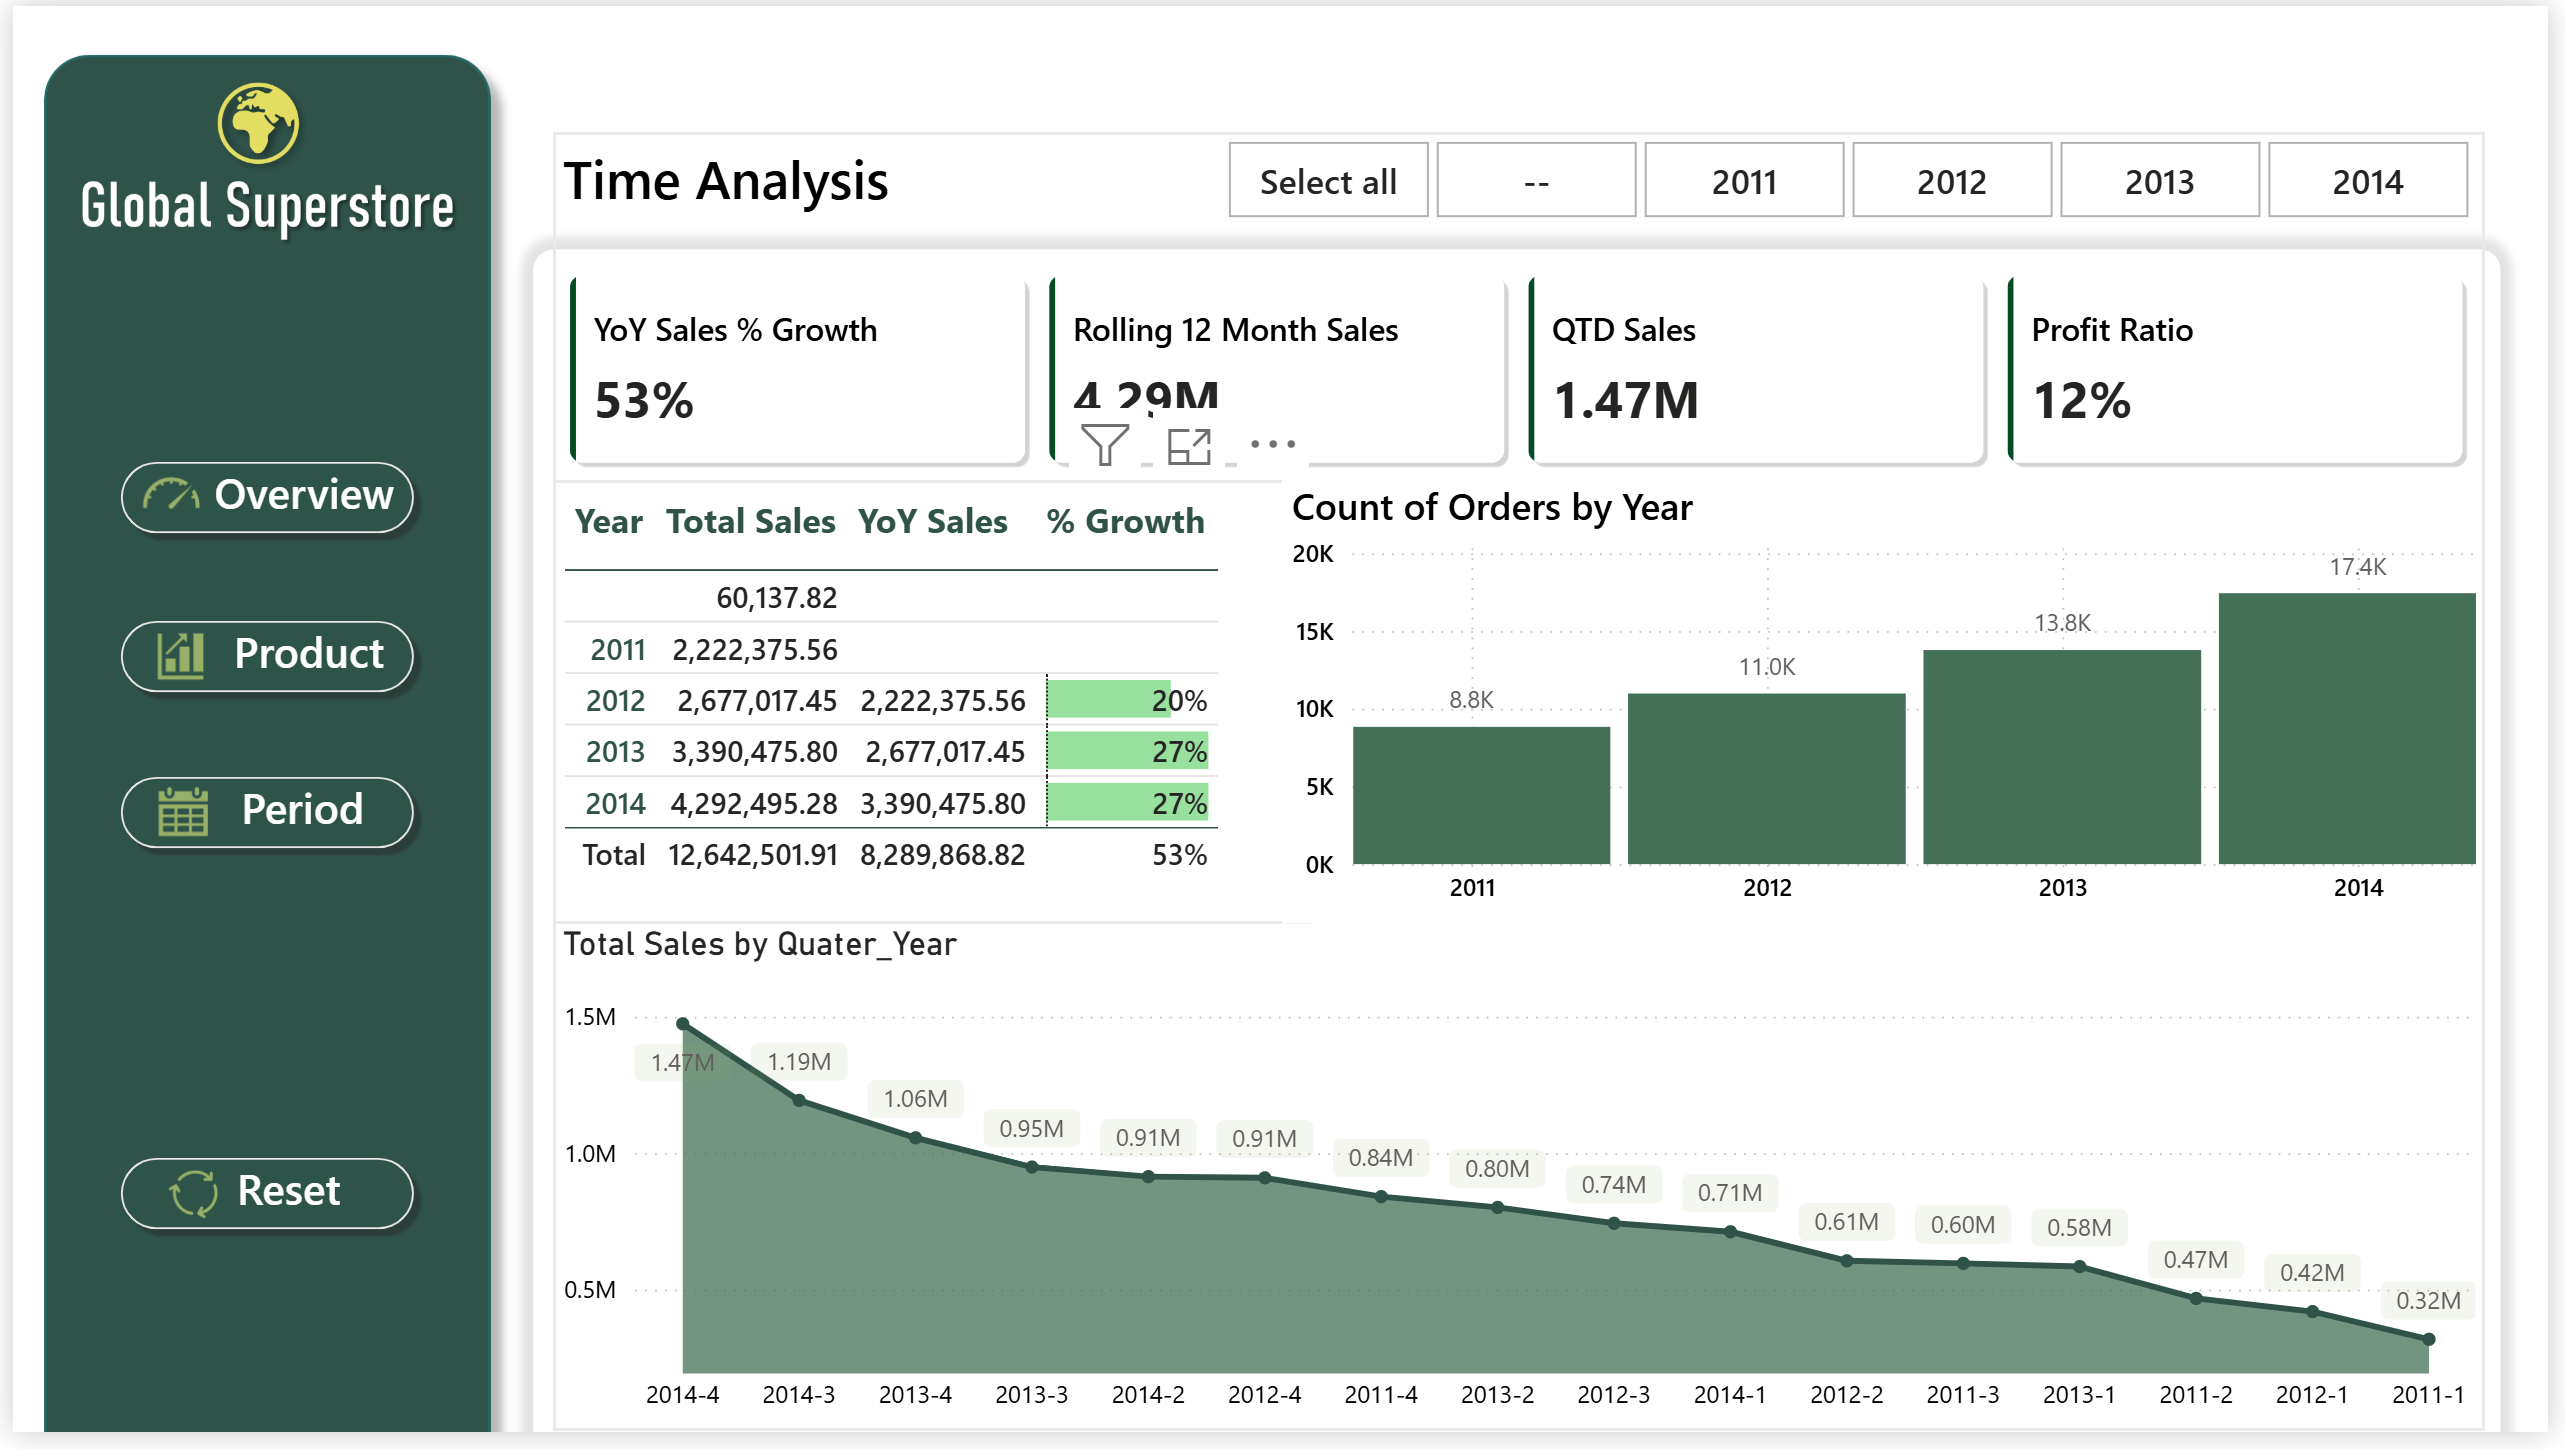 Global Superstore
Overview
Product
Period
Reset
Time Analysis
Select all -- 2011 2012 2013 2014
YoY Sales % Growth
53%
Rolling 12 Month Sales
4.29M
QTD Sales
1.47M
Profit Ratio
12%
Year Total Sales YoY Sales % Growth
60,137.82
2011 2,222,375.56
2012 2,677,017.45 2,222,375.56 20%
2013 3,390,475.80 2,677,017.45 27%
2014 4,292,495.28 3,390,475.80 27%
Total 12,642,501.91 8,289,868.82 53%
Count of Orders by Year
20K
15K
10K
5K
0K
8.8K 11.0K 13.8K 17.4K
2011 2012 2013 2014
Total Sales by Quater_Year
1.5M
1.0M
0.5M
1.47M 1.19M 1.06M 0.95M 0.91M 0.91M 0.84M 0.80M 0.74M 0.71M 0.61M 0.60M 0.58M 0.47M 0.42M 0.32M
2014-4 2014-3 2013-4 2013-3 2014-2 2012-4 2011-4 2013-2 2012-3 2014-1 2012-2 2011-3 2013-1 2011-2 2012-1 2011-1